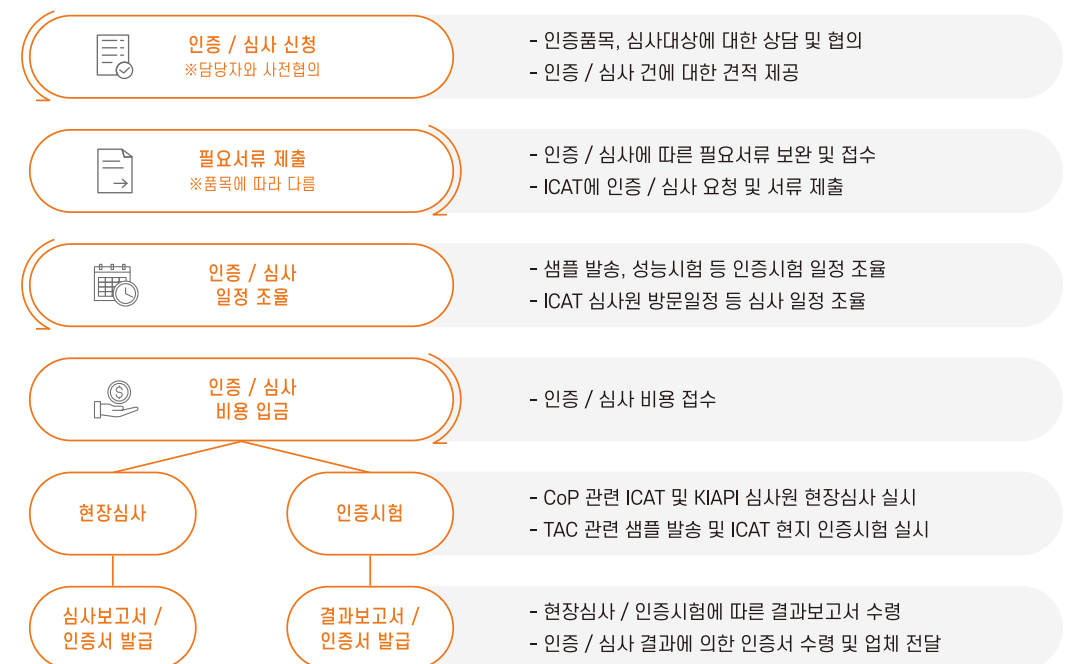 인증 / 심사 신청
※담당자와 사전협의
- 인증품목, 심사대상에 대한 상담 및 협의
- 인증 / 심사 건에 대한 견적 제공
필요서류 제출
※품목에 따라 다름
- 인증 / 심사에 따른 필요서류 보완 및 접수
- ICAT에 인증 / 심사 요청 및 서류 제출
인증 / 심사
일정 조율
- 샘플 발송, 성능시험 등 인증시험 일정 조율
- ICAT 심사원 방문일정 등 심사 일정 조율
인증 / 심사
비용 입금
- 인증 / 심사 비용 접수
현장심사
인증시험
- CoP 관련 ICAT 및 KIAPI 심사원 현장심사 실시
- TAC 관련 샘플 발송 및 ICAT 현지 인증시험 실시
심사보고서 /
인증서 발급
결과보고서 /
인증서 발급
- 현장심사 / 인증시험에 따른 결과보고서 수령
- 인증 / 심사 결과에 의한 인증서 수령 및 업체 전달